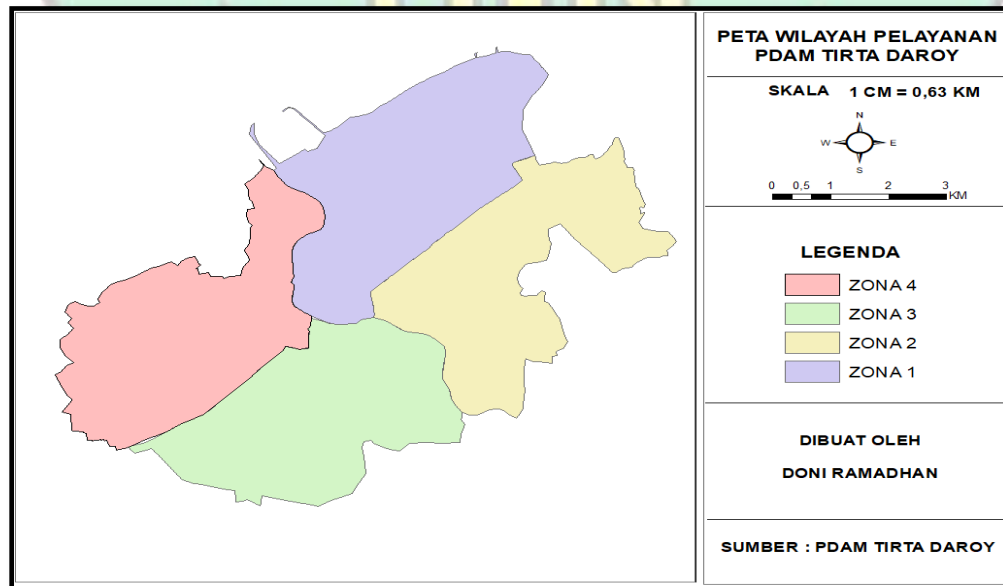 PETA WILAYAH PELAYANAN
PDAM TIRTA DAROY
SKALA 1 CM = 0,63 KM
N
W E
S
0 0,5 1 2 3
KM
LEGENDA
ZONA 4
ZONA 3
ZONA 2
ZONA 1
DIBUAT OLEH
DONI RAMADHAN
SUMBER : PDAM TIRTA DAROY